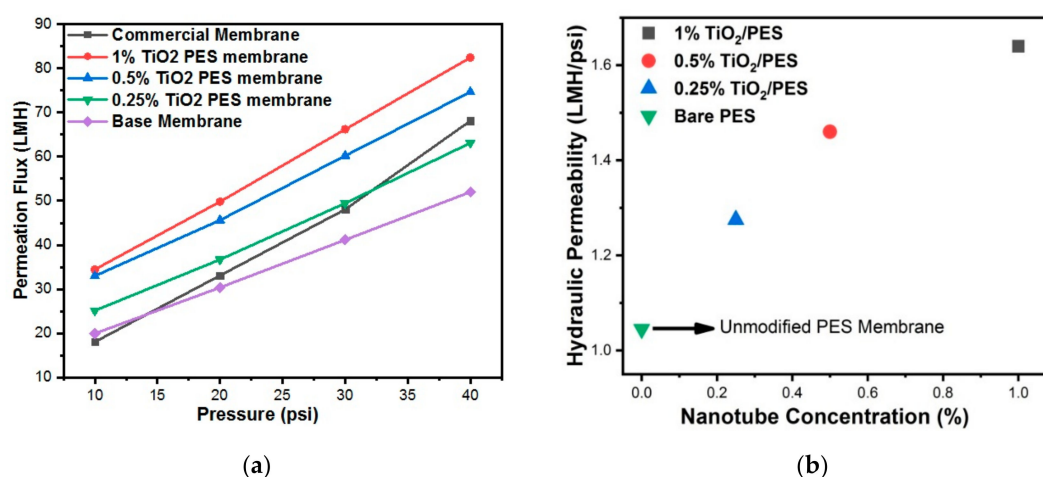 90
80
70
60
50
40
30
20
10
Permeation Flux (LMH)
Commercial Membrane
1% TiO2 PES membrane
0.5% TiO2 PES membrane
0.25% TiO2 PES membrane
Base Membrane
10 15 20 25 30 35 40
Pressure (psi)
(a)
1.6
1.4
1.2
1.0
Hydraulic Permeability (LMH/psi)
1% TiO₂/PES
0.5% TiO₂/PES
0.25% TiO₂/PES
Bare PES
Unmodified PES Membrane
0.0 0.2 0.4 0.6 0.8 1.0
Nanotube Concentration (%)
(b)